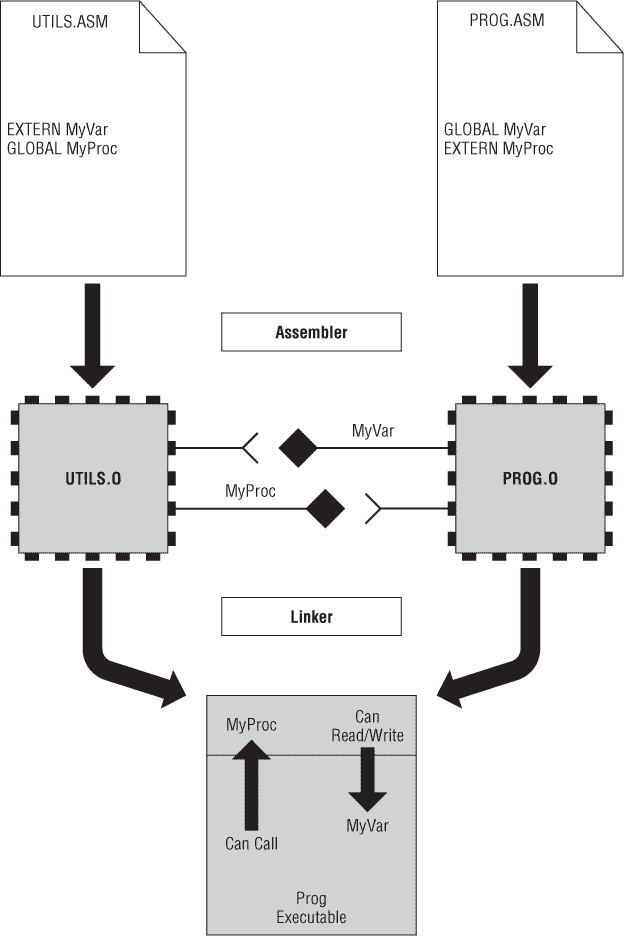 UTILS.ASM
PROG.ASM
EXTERN MyVar
GLOBAL MyProc
GLOBAL MyVar
EXTERN MyProc
Assembler
MyVar
UTILS.O
PROG.O
MyProc
Linker
MyProc
Can
Read/Write
MyVar
Can Call
Prog
Executable